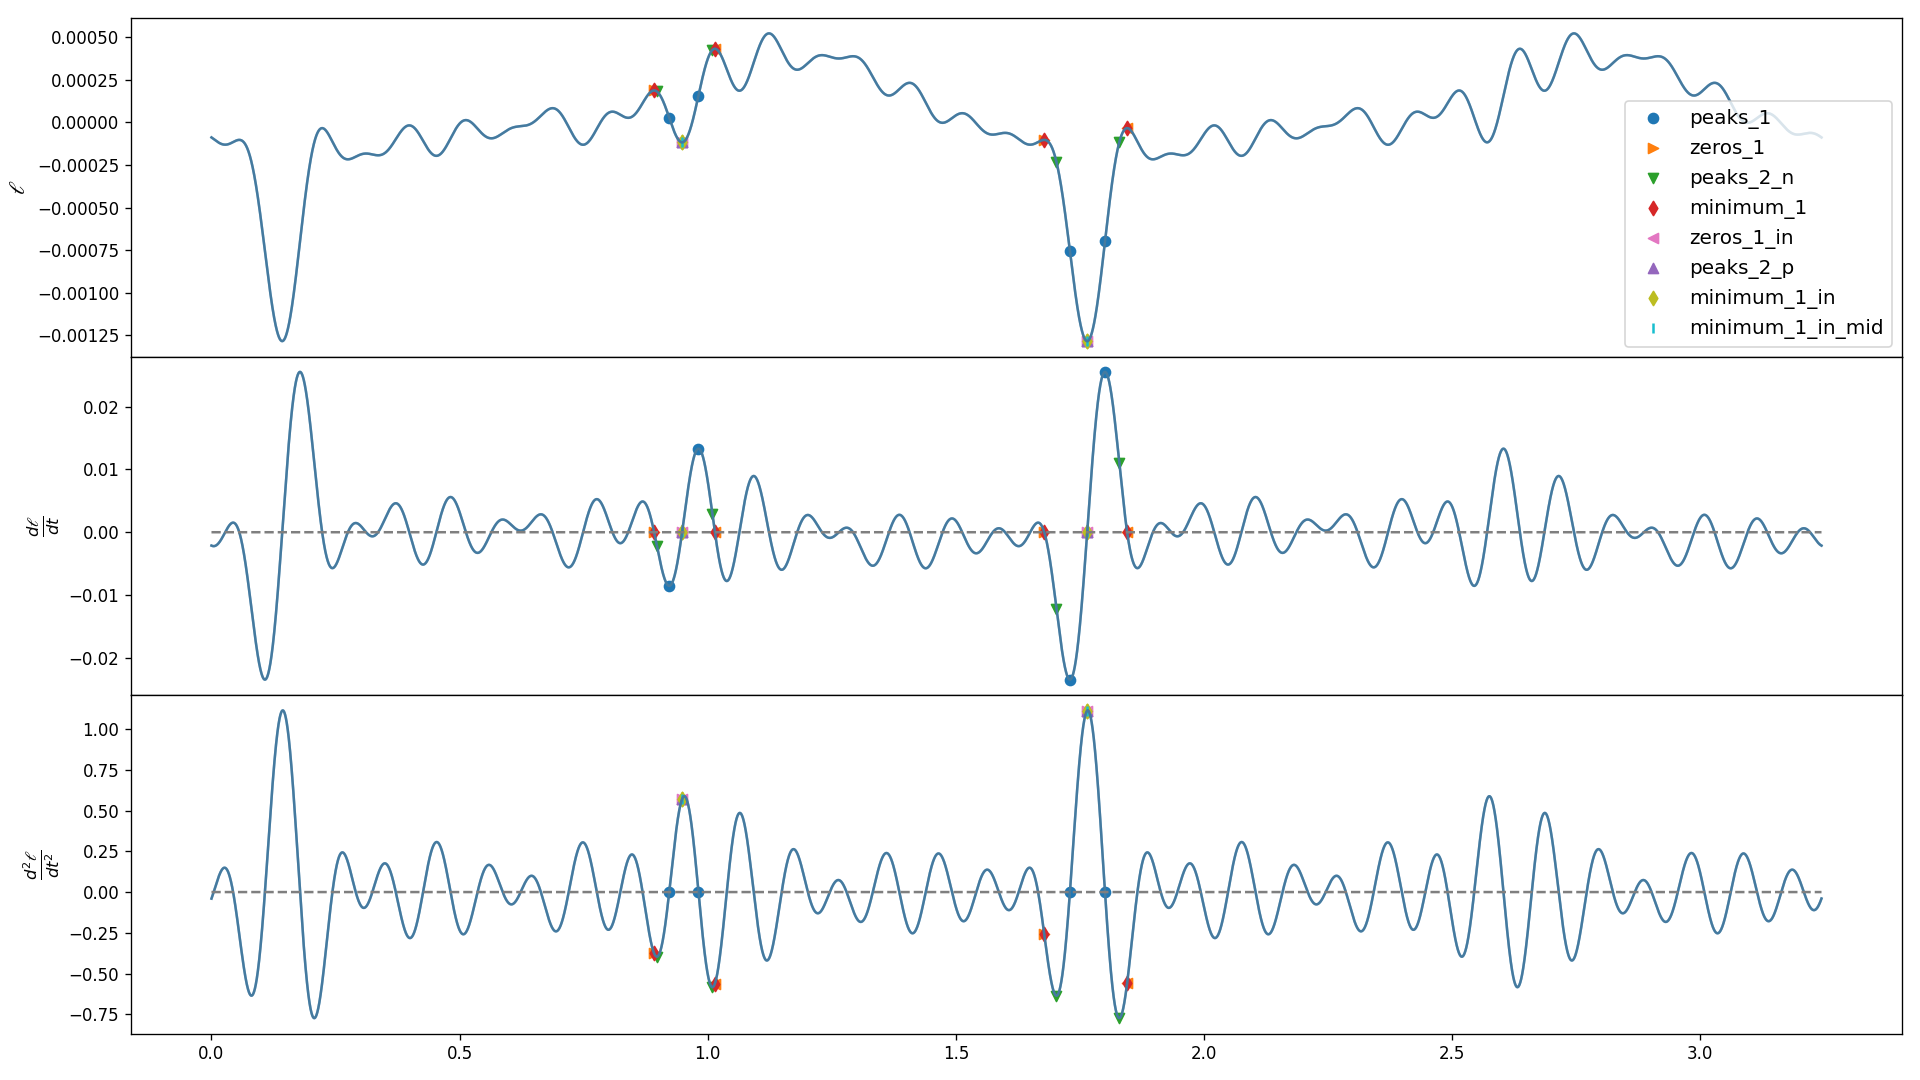 0.00050
0.00025
0.00000
−0.00025
−0.00050
−0.00075
−0.00100
−0.00125
ℓ
peaks_1
zeros_1
peaks_2_n
minimum_1
zeros_1_in
peaks_2_p
minimum_1_in
minimum_1_in_mid
0.02
0.01
0.00
−0.01
−0.02
dℓ
dt
1.00
0.75
0.50
0.25
0.00
−0.25
−0.50
−0.75
d²ℓ
dt²
0.0 0.5 1.0 1.5 2.0 2.5 3.0